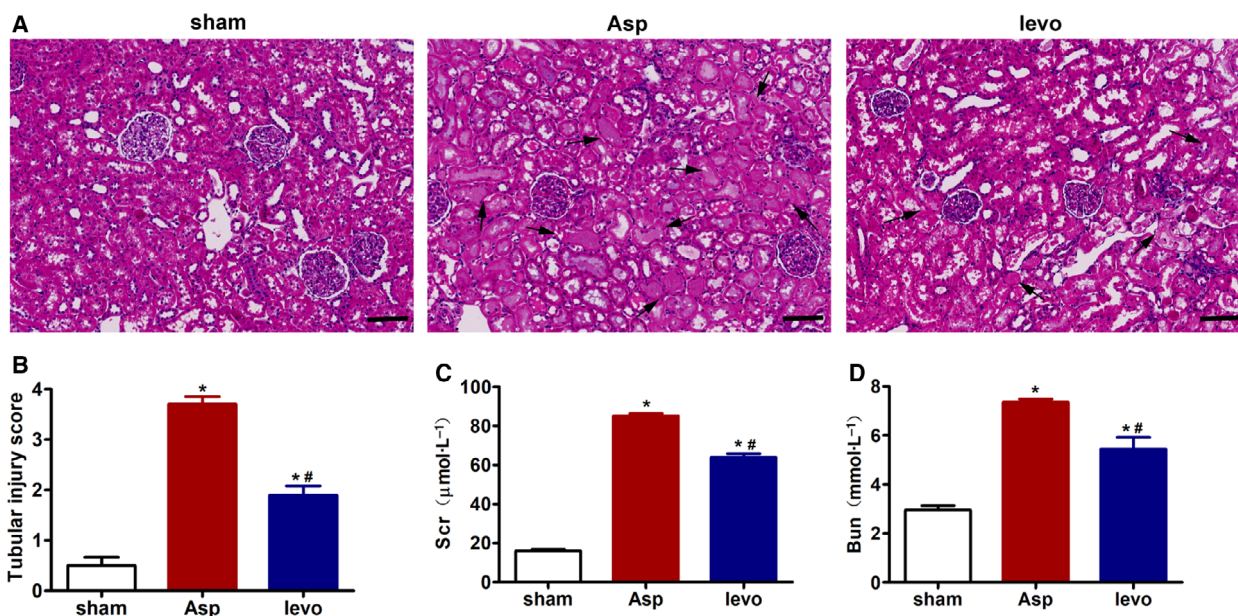 A
sham
Asp
levo
B
Tubular injury score
4
3
2
1
0
*
* #
sham
Asp
levo
C
Scr (μmol·L⁻¹)
100
80
60
40
20
0
*
* #
sham
Asp
levo
D
Bun (mmol·L⁻¹)
8
6
4
2
0
*
* #
sham
Asp
levo